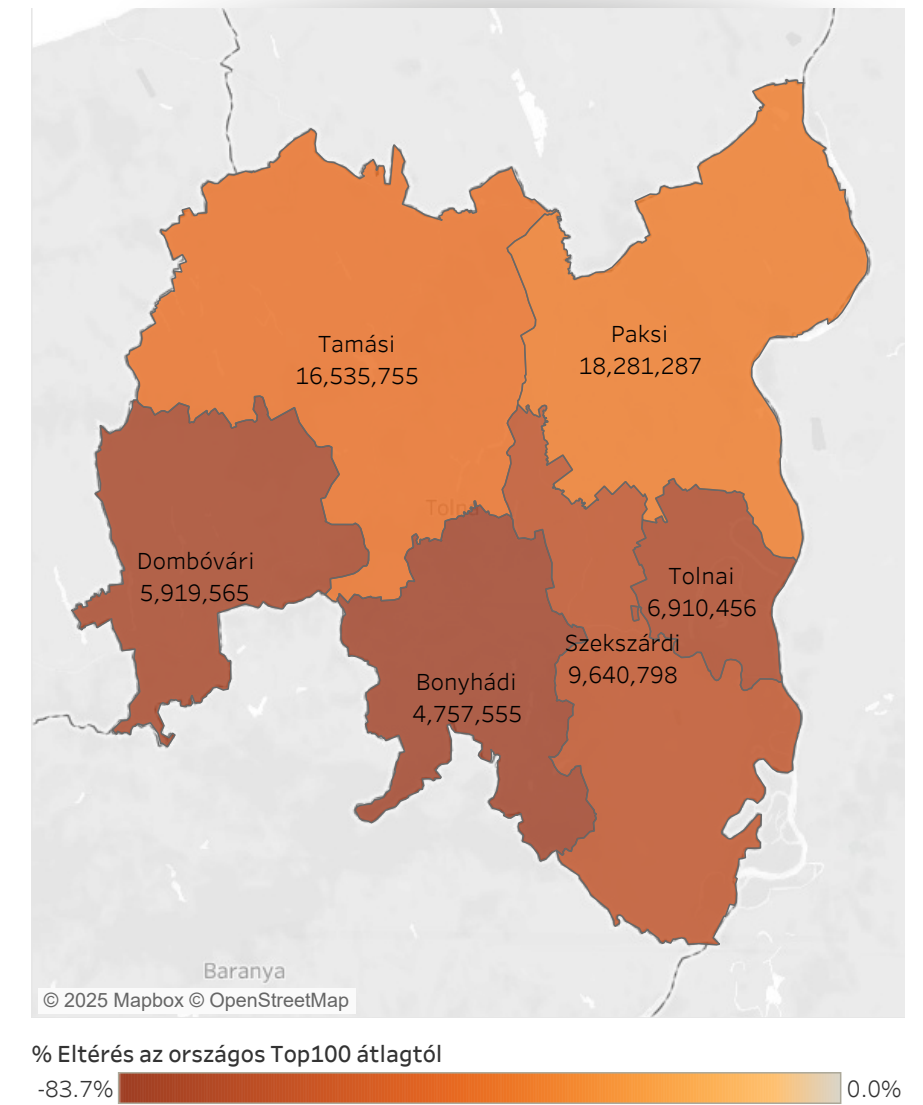 Tamási
16,535,755
Paksi
18,281,287
Tolna
Dombóvári
5,919,565
Tolnai
6,910,456
Szekszárdi
9,640,798
Bonyhádi
4,757,555
Baranya
© 2025 Mapbox © OpenStreetMap
% Eltérés az országos Top100 átlagtól
-83.7%
0.0%